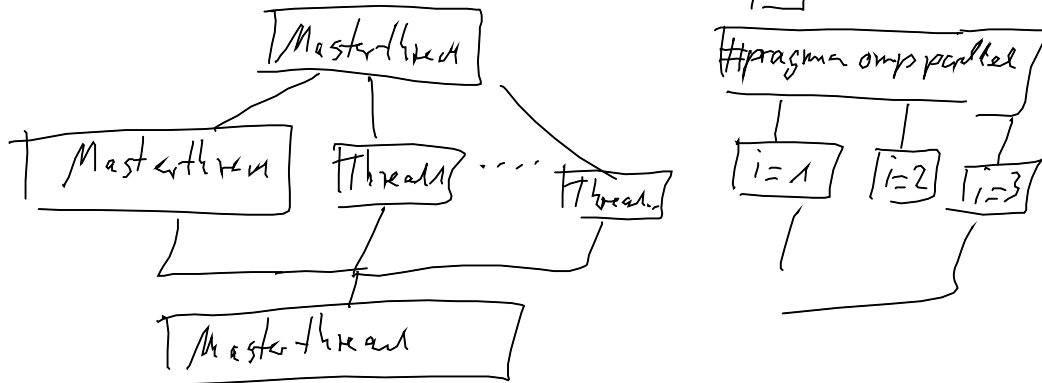 Masterthread
#pragma omp parallel
Masterthread
Thread1
....
Thread..
i=1
i=2
i=3
Masterthread